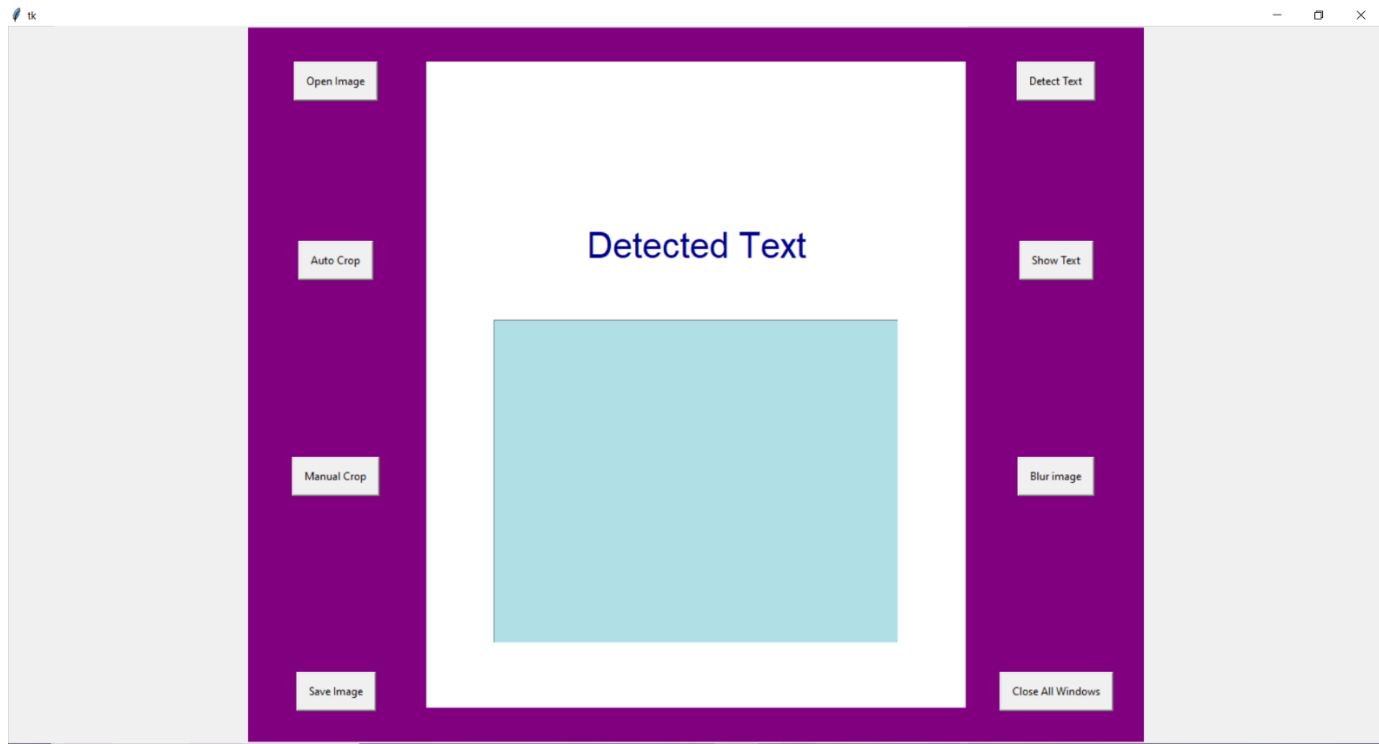 tk
Open Image
Detect Text
Detected Text
Auto Crop
Show Text
Manual Crop
Blur image
Save Image
Close All Windows